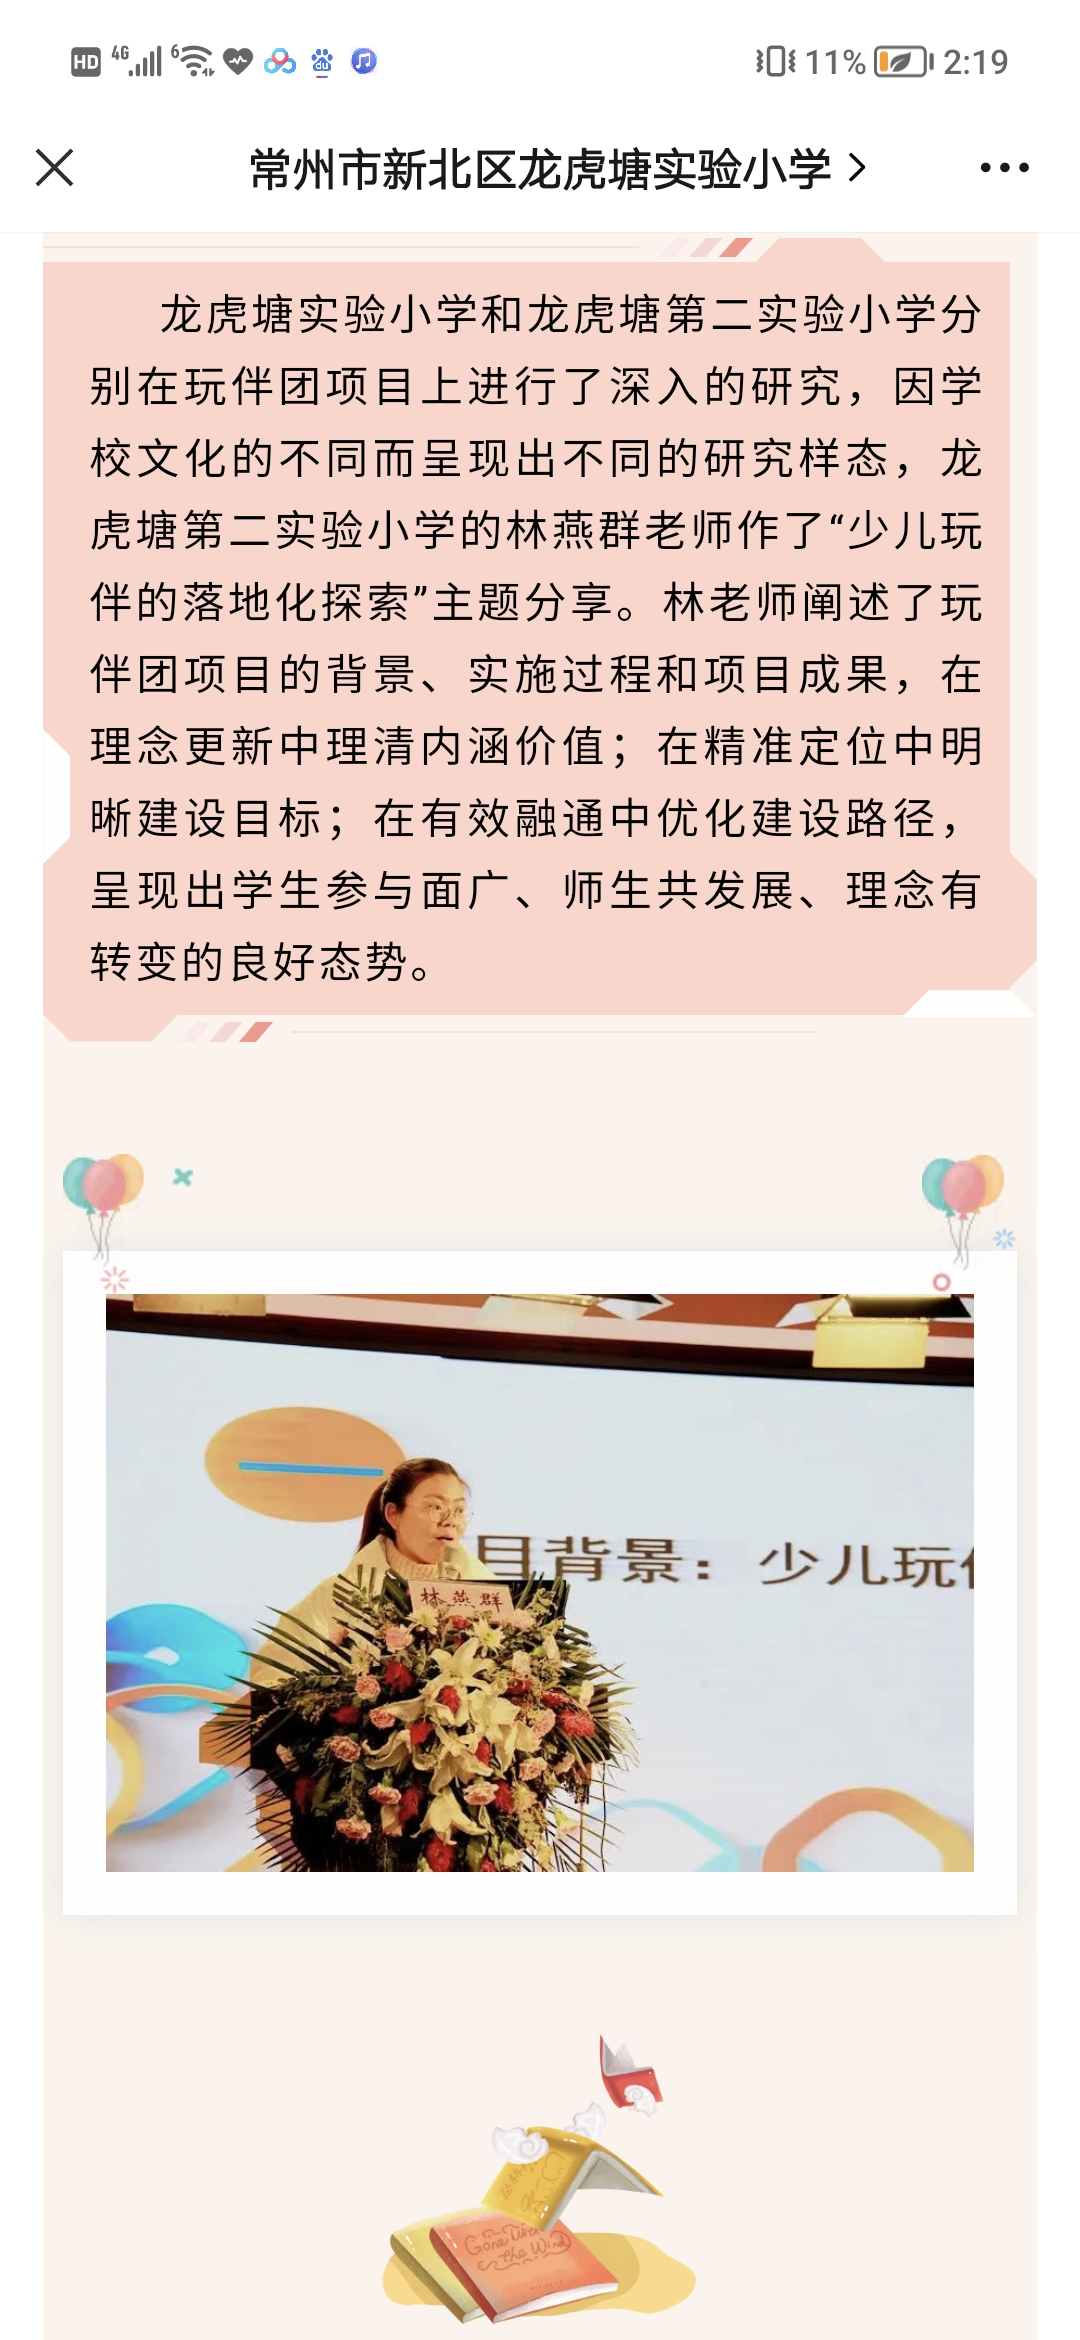 HD 4G 6 11% 2:19
常州市新北区龙虎塘实验小学
龙虎塘实验小学和龙虎塘第二实验小学分
别在玩伴团项目上进行了深入的研究，因学
校文化的不同而呈现出不同的研究样态，龙
虎塘第二实验小学的林燕群老师作了“少儿玩
伴的落地化探索”主题分享。林老师阐述了玩
伴团项目的背景、实施过程和项目成果，在
理念更新中理清内涵价值；在精准定位中明
晰建设目标；在有效融通中优化建设路径，
呈现出学生参与面广、师生共发展、理念有
转变的良好态势。
目背景：少儿玩
林燕群
Gone With
the Wind